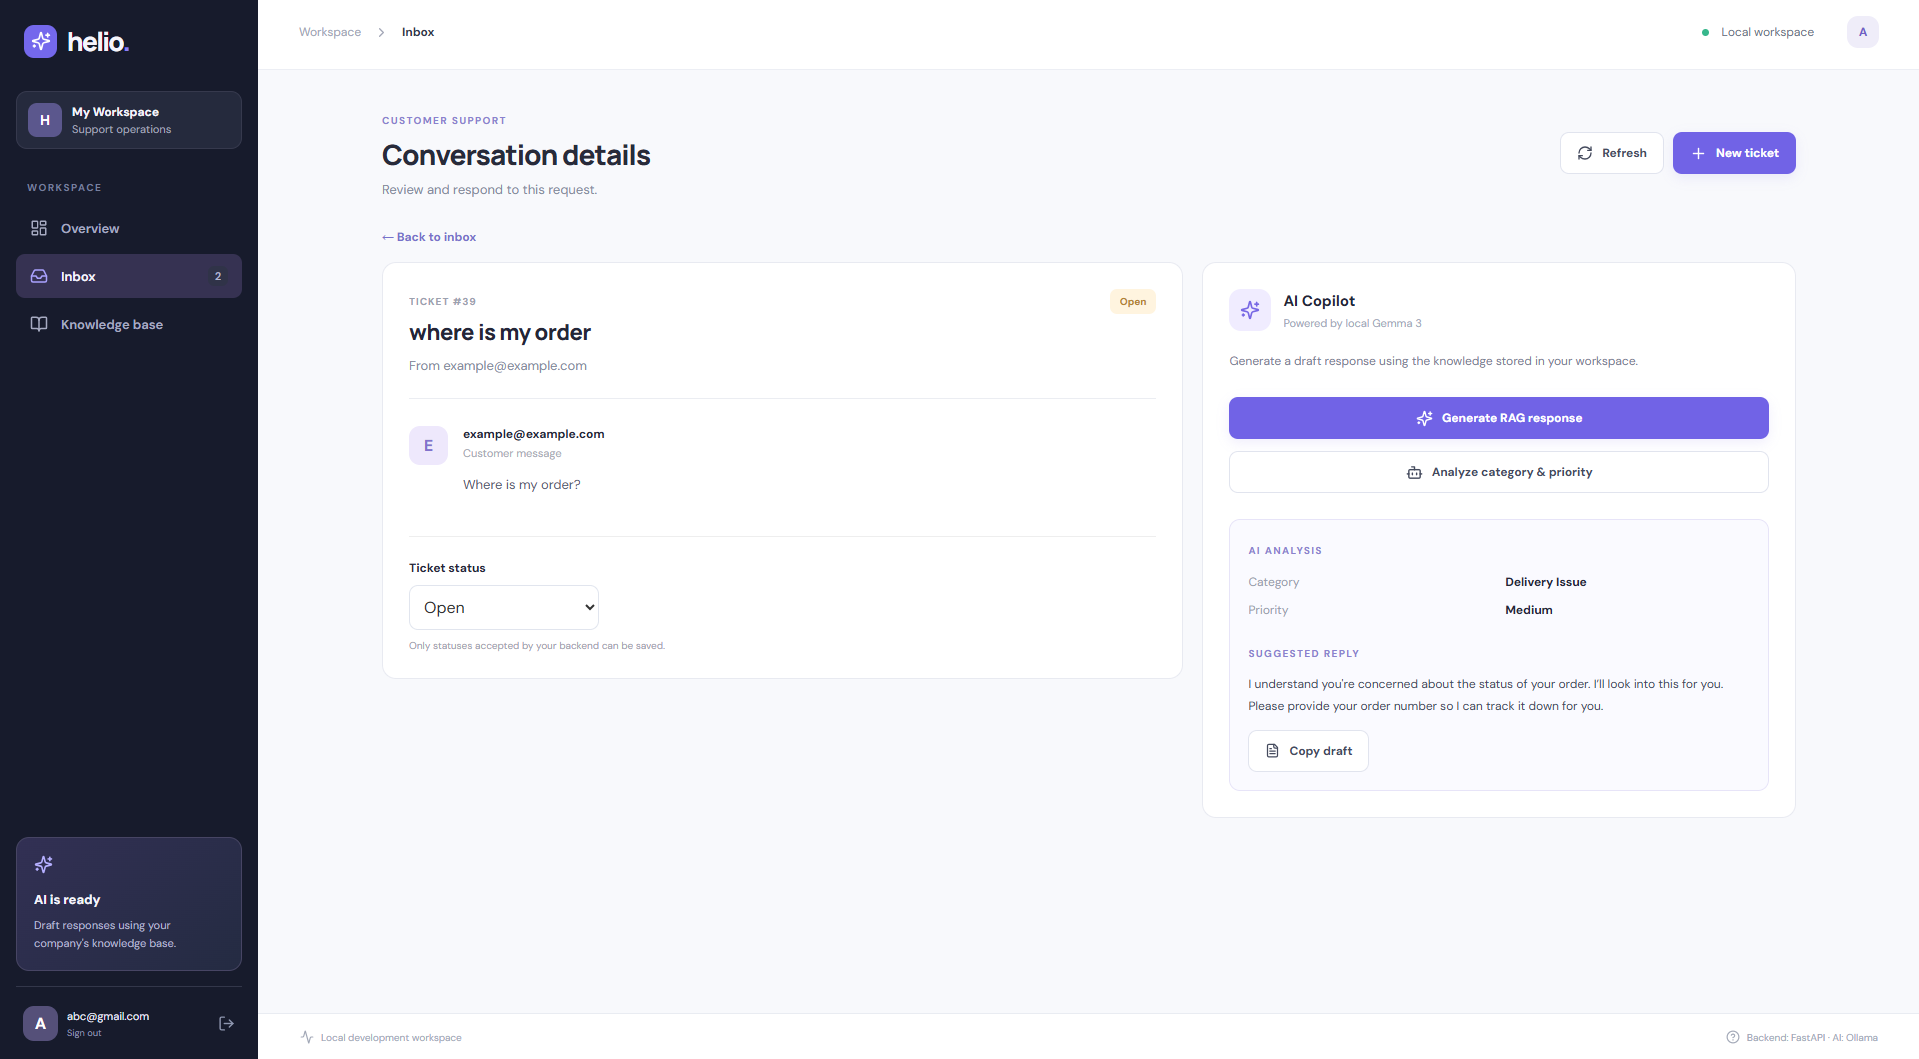 helio.
H
My Workspace
Support operations
WORKSPACE
Overview
Inbox
2
Knowledge base
AI is ready
Draft responses using your
company's knowledge base.
A
abc@gmail.com
Sign out
Workspace
Inbox
Local workspace
A
CUSTOMER SUPPORT
Conversation details
Review and respond to this request.
Refresh
New ticket
← Back to inbox
TICKET #39
Open
where is my order
From example@example.com
E
example@example.com
Customer message
Where is my order?
Ticket status
Open
Only statuses accepted by your backend can be saved.
AI Copilot
Powered by local Gemma 3
Generate a draft response using the knowledge stored in your workspace.
Generate RAG response
Analyze category & priority
AI ANALYSIS
Category
Delivery Issue
Priority
Medium
SUGGESTED REPLY
I understand you're concerned about the status of your order. I'll look into this for you.
Please provide your order number so I can track it down for you.
Copy draft
Local development workspace
Backend: FastAPI · AI: Ollama